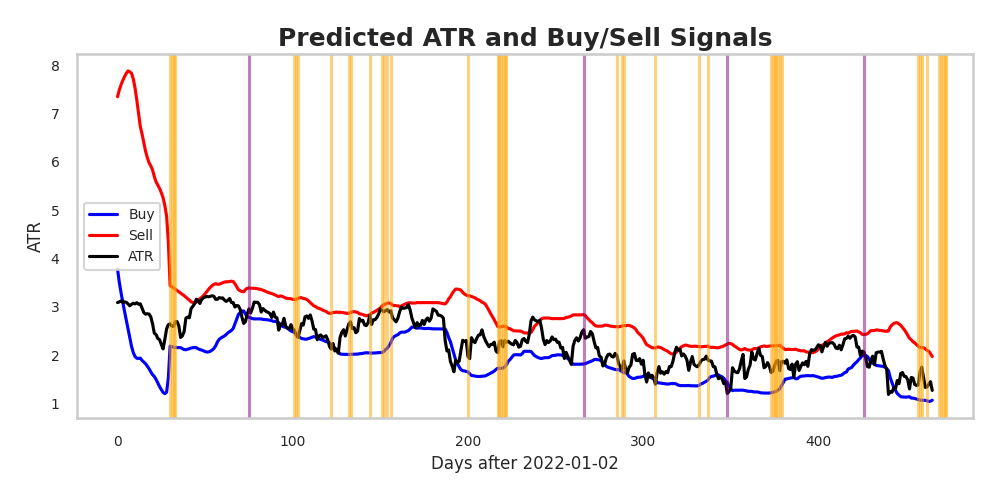 Predicted ATR and Buy/Sell Signals
8
7
6
5
4
3
2
1
ATR
Buy
Sell
ATR
0
100
200
300
400
Days after 2022-01-02